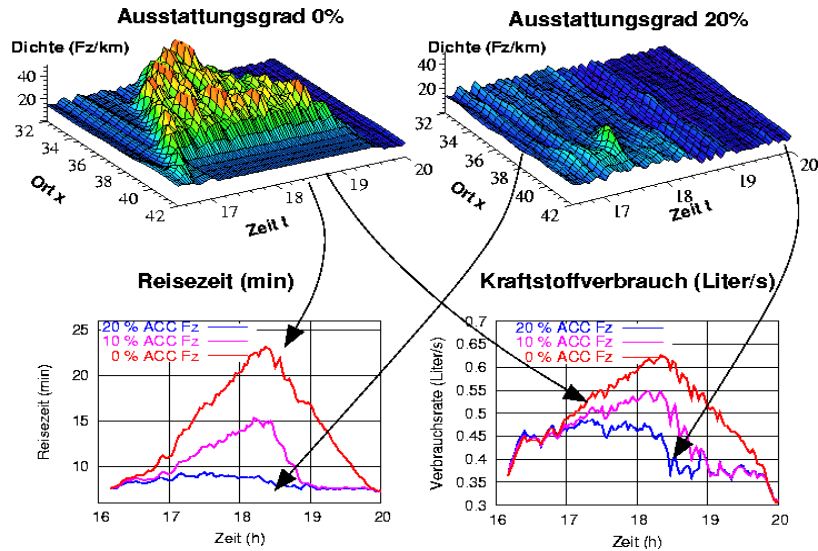 Ausstattungsgrad 0%
Dichte (Fz/km)
40
20
32
34
36
38
40
42
Ort x
17
18
19
20
Zeit t
Ausstattungsgrad 20%
Dichte (Fz/km)
40
20
32
34
36
38
40
42
Ort x
17
18
19
20
Zeit t
Reisezeit (min)
20 % ACC Fz
10 % ACC Fz
0 % ACC Fz
25
20
15
10
Reisezeit (min)
16 17 18 19 20
Zeit (h)
Kraftstoffverbrauch (Liter/s)
20 % ACC Fz
10 % ACC Fz
0 % ACC Fz
0.7
0.65
0.6
0.55
0.5
0.45
0.4
0.35
0.3
Verbrauchsrate (Liter/s)
16 17 18 19 20
Zeit (h)